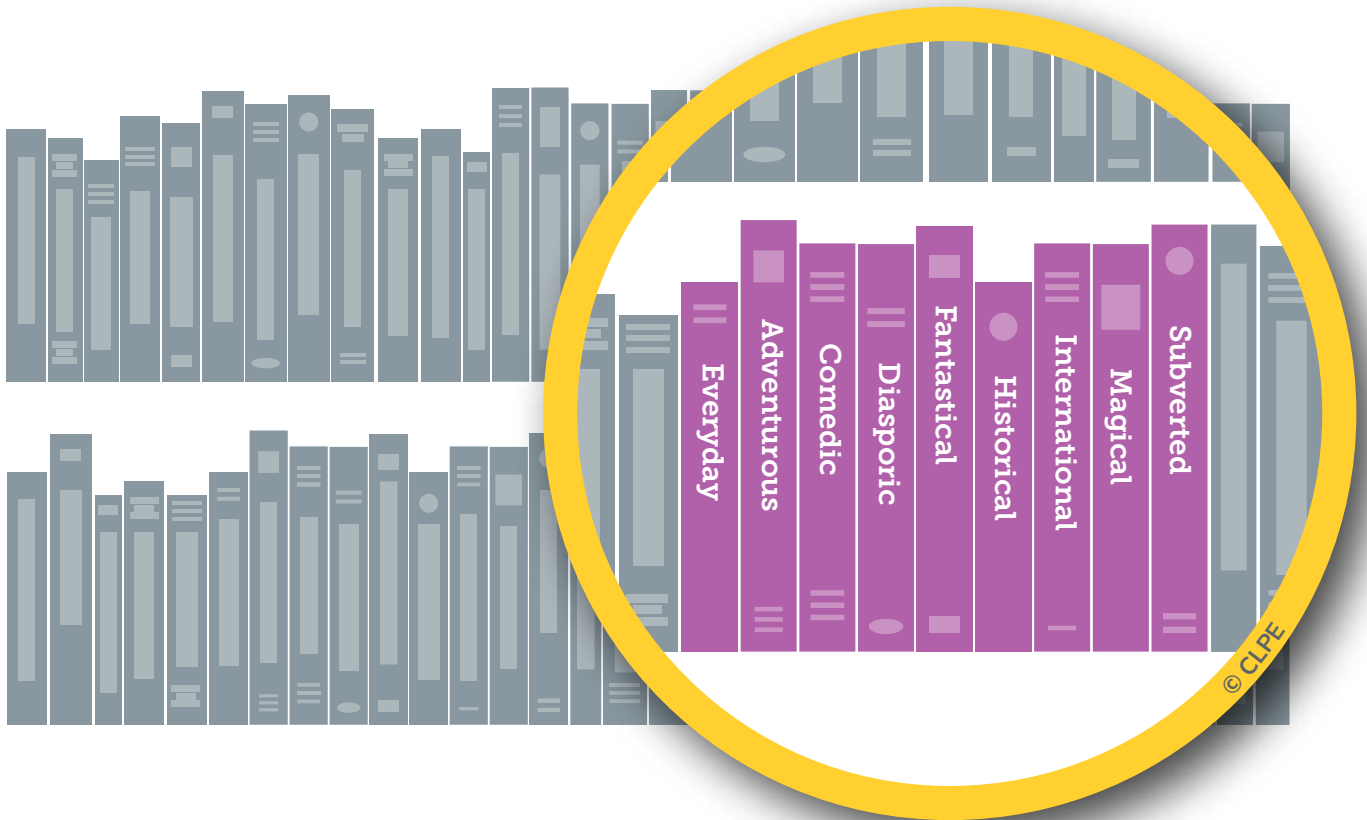 Everyday
Adventurous
Comedic
Diasporic
Fantastical
Historical
International
Magical
Subverted
© CLPE